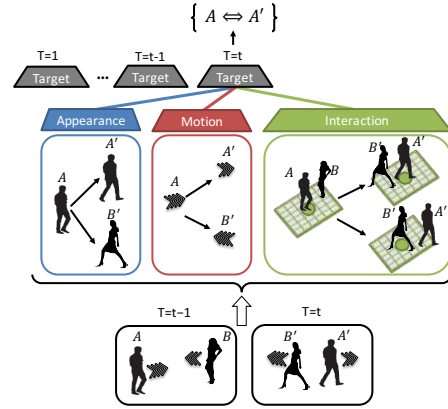 { A ⇔ A′ }
T=1 T=t-1 T=t
Target ... Target Target
Appearance Motion Interaction
A A′ B′
A A′ B′
A B B′ A′ B′ A′
T=t−1 T=t
A B B′ A′